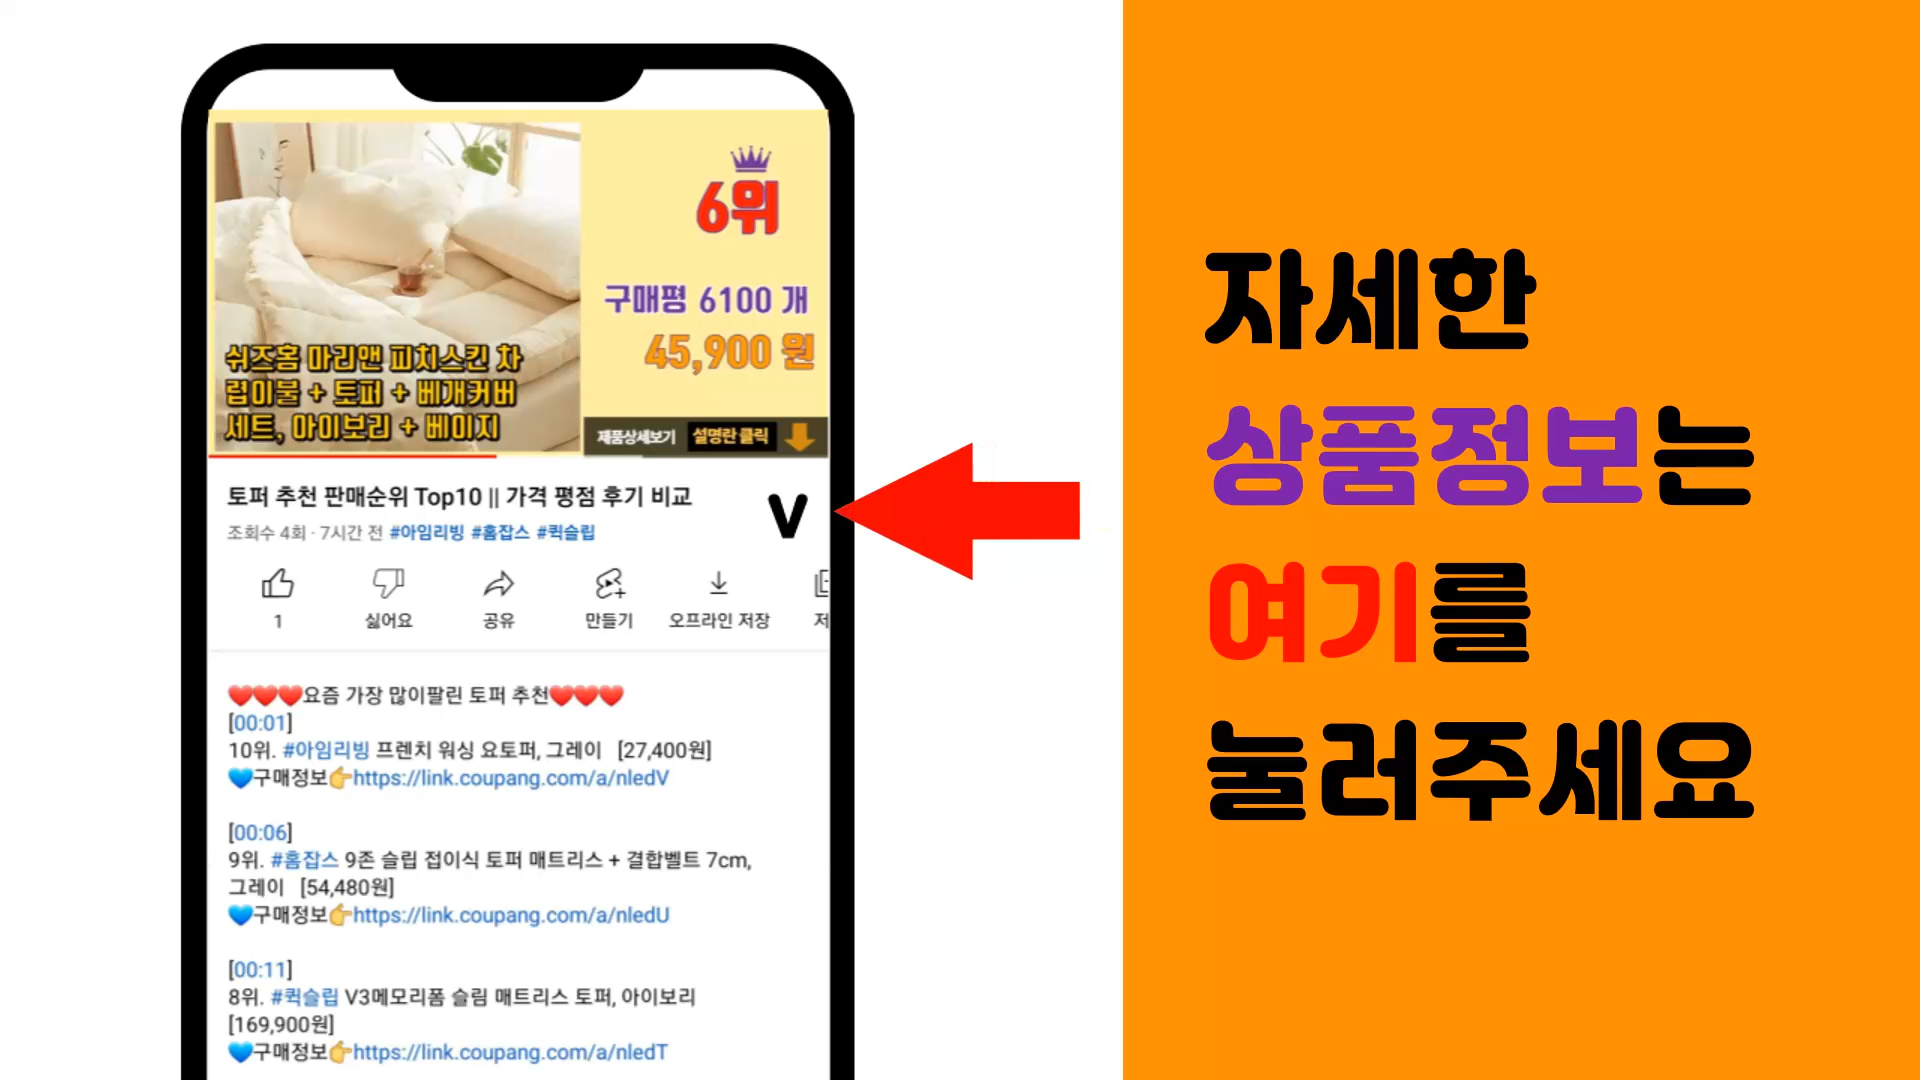 6위
구매평 6100 개
45,900 원
쉬즈홈 마리앤 피치스킨 차
렵이불 + 토퍼 + 베개커버
세트, 아이보리 + 베이지
제품상세보기 설명란 클릭
토퍼 추천 판매순위 Top10 || 가격 평점 후기 비교
V
조회수 4회 · 7시간 전 #아임리빙 #홈잡스 #퀵슬립
1 싫어요 공유 만들기 오프라인 저장 저
❤️❤️❤️요즘 가장 많이팔린 토퍼 추천❤️❤️❤️
[00:01]
10위. #아임리빙 프렌치 워싱 요토퍼, 그레이 [27,400원]
💙구매정보👉https://link.coupang.com/a/nledV
[00:06]
9위. #홈잡스 9존 슬립 접이식 토퍼 매트리스 + 결합벨트 7cm,
그레이 [54,480원]
💙구매정보👉https://link.coupang.com/a/nledU
[00:11]
8위. #퀵슬립 V3메모리폼 슬림 매트리스 토퍼, 아이보리
[169,900원]
💙구매정보👉https://link.coupang.com/a/nledT
자세한
상품정보는
여기를
눌러주세요